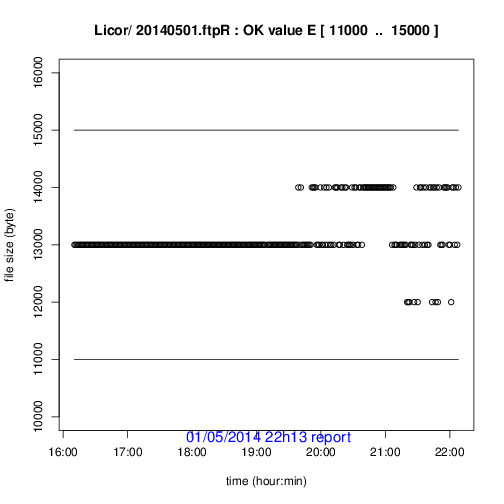 Licor/ 20140501.ftpR : OK value E [ 11000 .. 15000 ]
file size (byte)
16000
15000
14000
13000
12000
11000
10000
01/05/2014 22h13 report
16:00 17:00 18:00 19:00 20:00 21:00 22:00
time (hour:min)